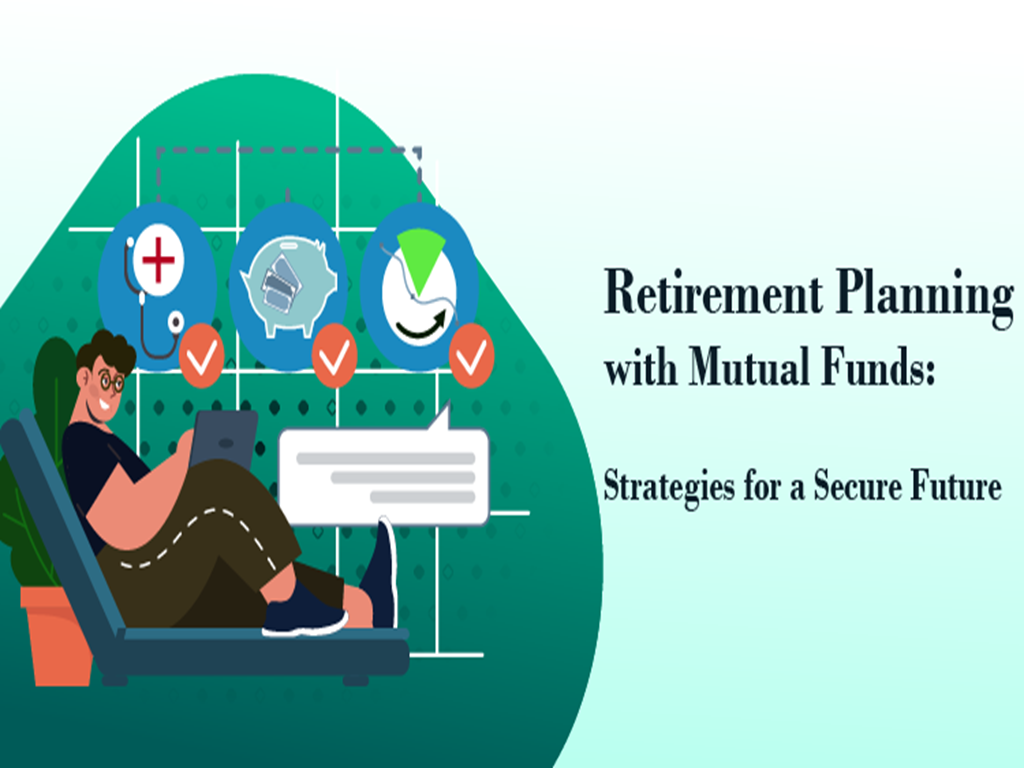 Retirement Planning
with Mutual Funds:
Strategies for a Secure Future